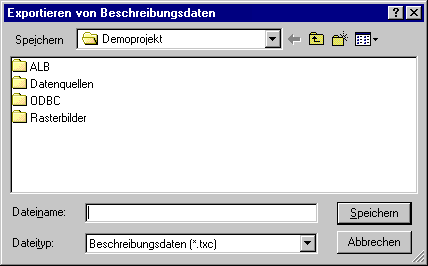 Exportieren von Beschreibungsdaten
Speichern Demoprojekt
ALB
Datenquellen
ODBC
Rasterbilder
Dateiname: Speichern
Dateityp: Beschreibungsdaten (*.txc) Abbrechen